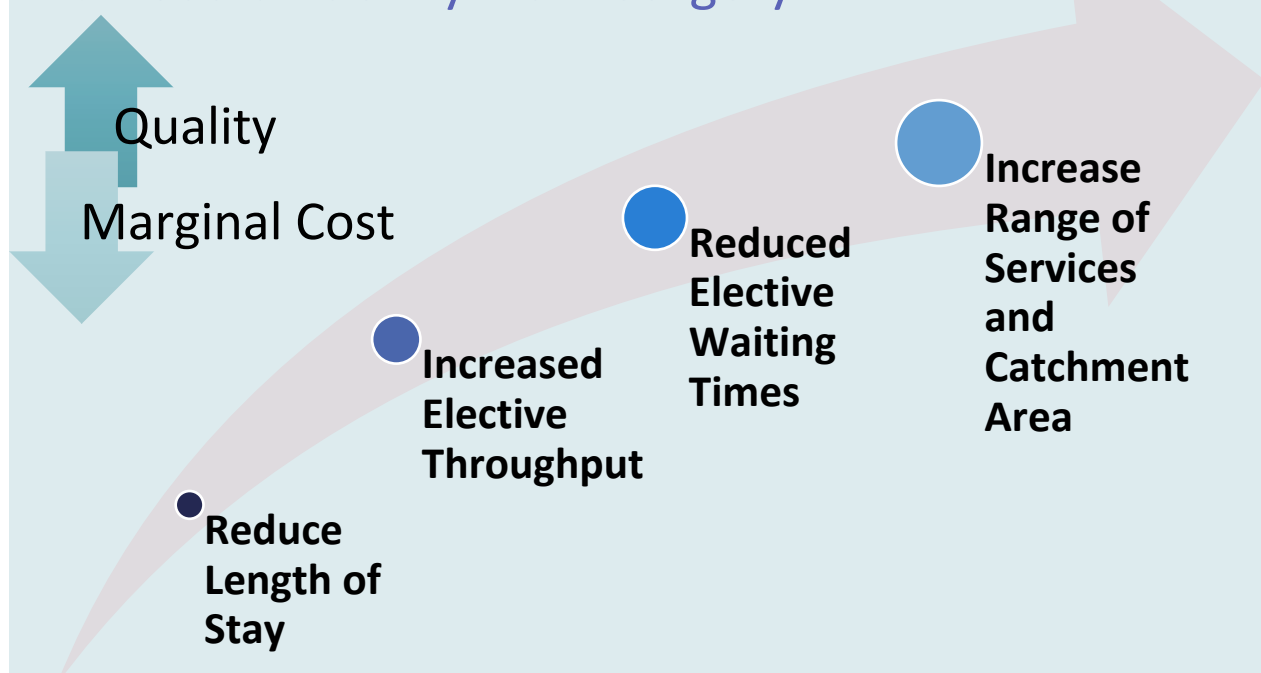 Quality
Marginal Cost
Increase
Range of
Services
and
Catchment
Area
Reduced
Elective
Waiting
Times
Increased
Elective
Throughput
Reduce
Length of
Stay